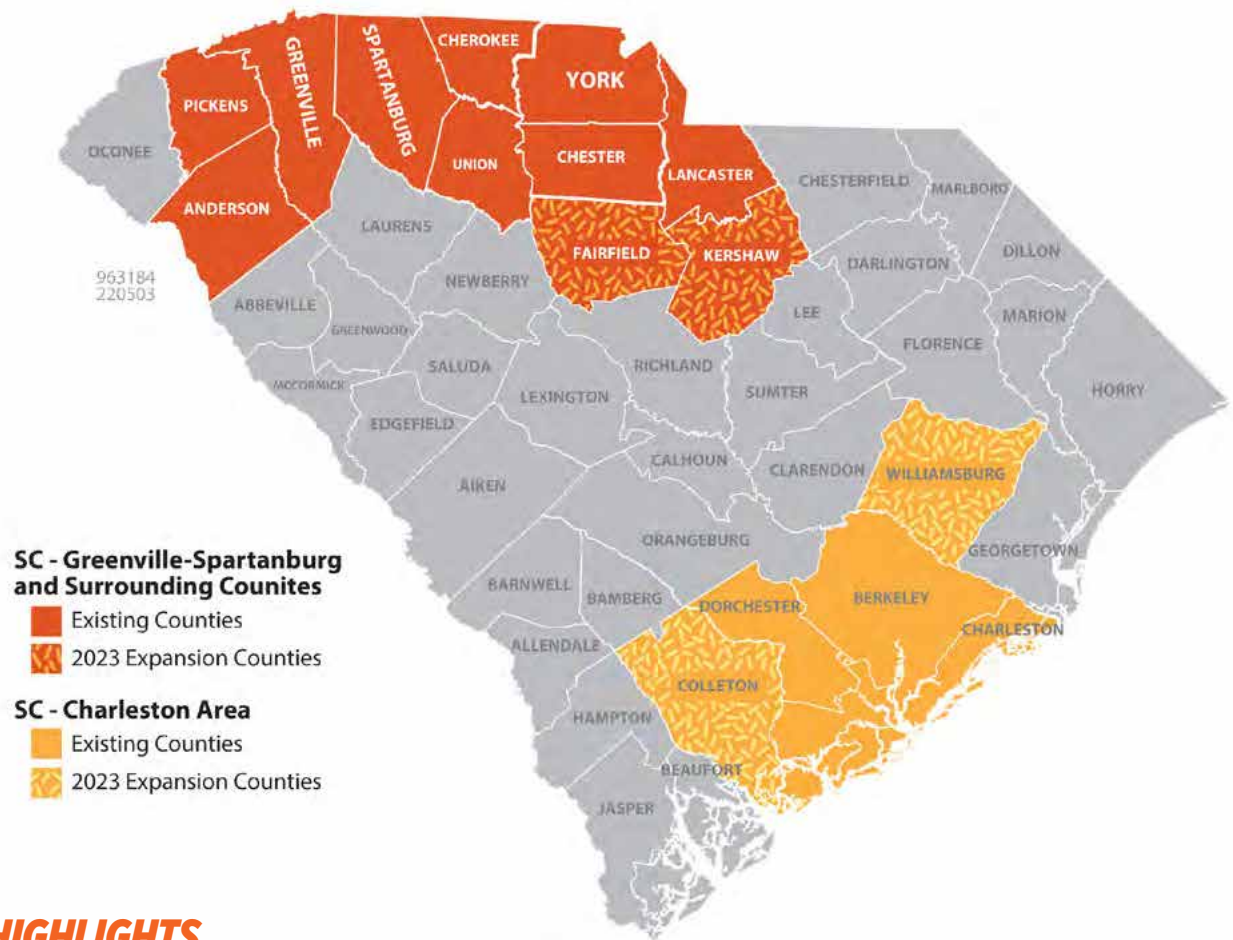 CHEROKEE
SPARTANBURG
GREENVILLE
YORK
PICKENS
OCONEE
UNION
CHESTER
LANCASTER
CHESTERFIELD
MARLBORO
ANDERSON
LAURENS
FAIRFIELD
KERSHAW
DARLINGTON
DILLON
963184
220503
NEWBERRY
ABBEVILLE
GREENWOOD
LEE
MARION
FLORENCE
SALUDA
RICHLAND
MCCORMICK
LEXINGTON
SUMTER
HORRY
EDGEFIELD
CALHOUN
CLARENDON
WILLIAMSBURG
AIKEN
ORANGEBURG
GEORGETOWN
SC - Greenville-Spartanburg
and Surrounding Counites
Existing Counties
2023 Expansion Counties
BARNWELL
BAMBERG
DORCHESTER
BERKELEY
CHARLESTON
ALLENDALE
COLLETON
SC - Charleston Area
Existing Counties
2023 Expansion Counties
HAMPTON
BEAUFORT
JASPER
HIGHLIGHTS